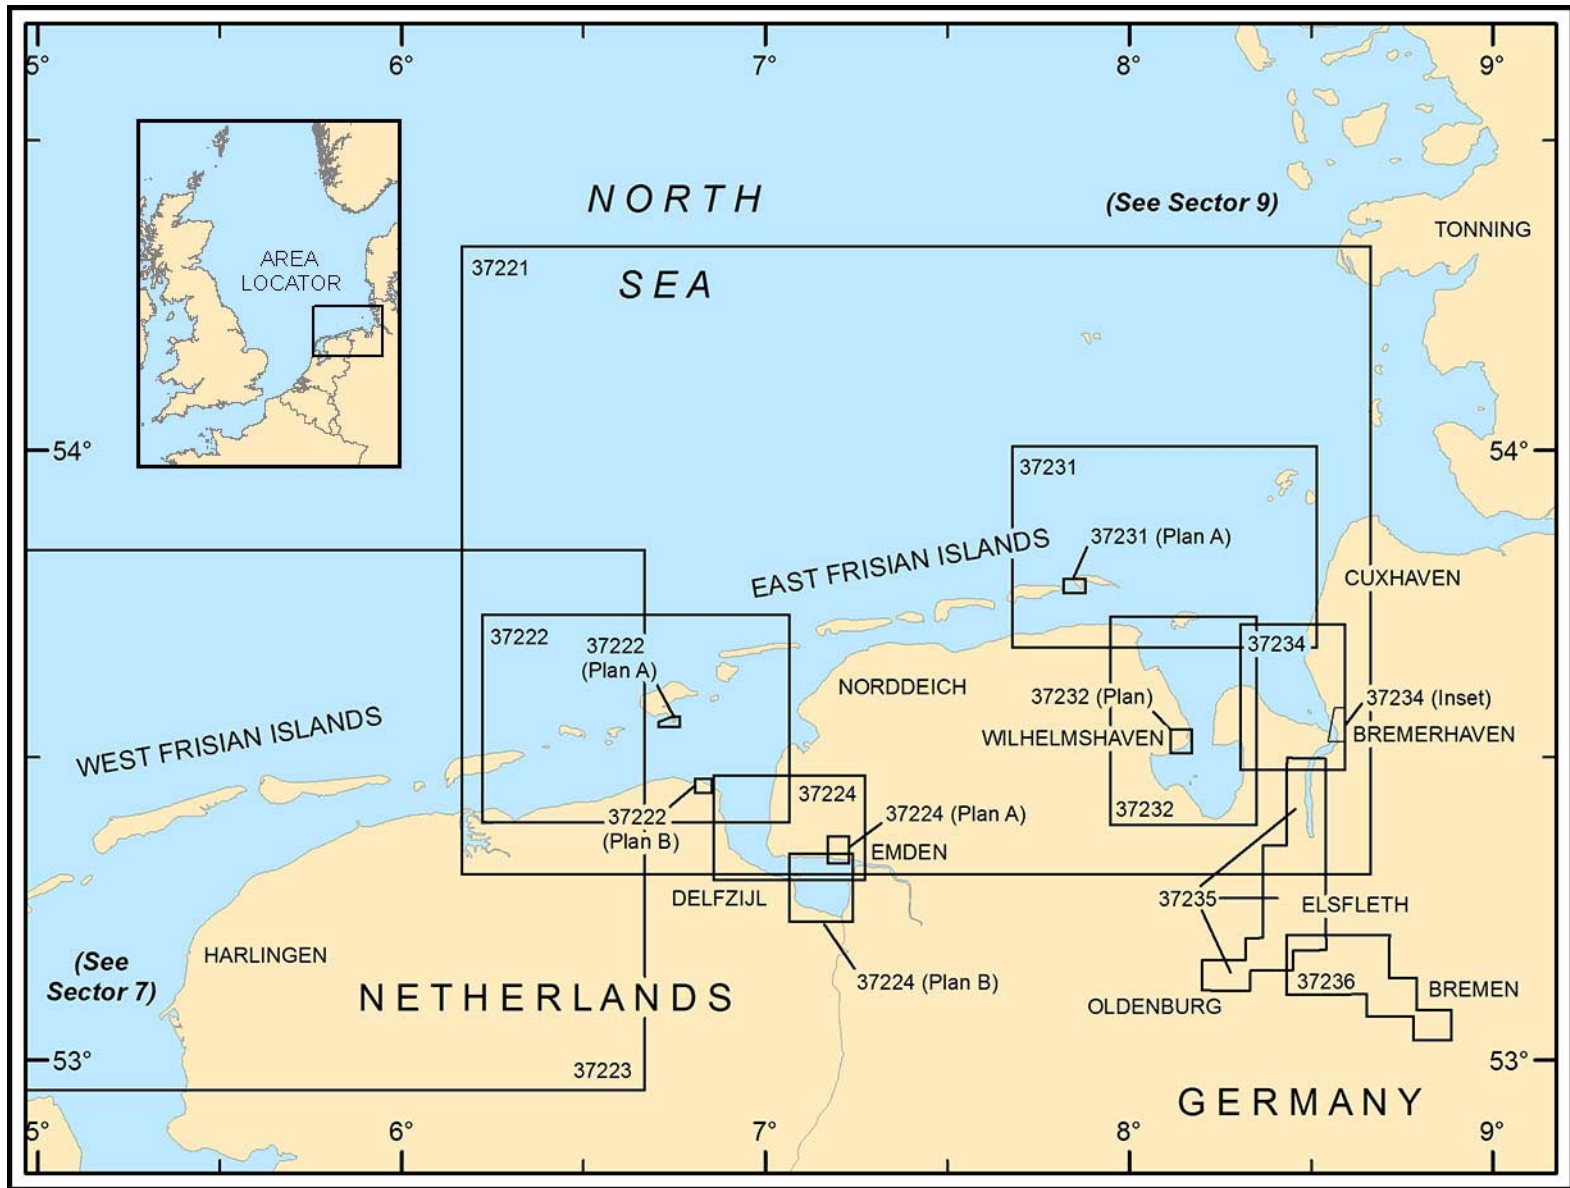 5°
6°
7°
8°
9°
NORTH
(See Sector 9)
TONNING
AREA
LOCATOR
37221
SEA
54°
54°
37231
37231 (Plan A)
EAST FRISIAN ISLANDS
CUXHAVEN
37222
37222
(Plan A)
37234
NORDDEICH
37232 (Plan)
37234 (Inset)
WEST FRISIAN ISLANDS
WILHELMSHAVEN
BREMERHAVEN
37224
37232
37222
(Plan B)
37224 (Plan A)
EMDEN
DELFZIJL
37235
ELSFLETH
HARLINGEN
(See
Sector 7)
37224 (Plan B)
37236
BREMEN
NETHERLANDS
OLDENBURG
53°
53°
37223
GERMANY
5°
6°
7°
8°
9°